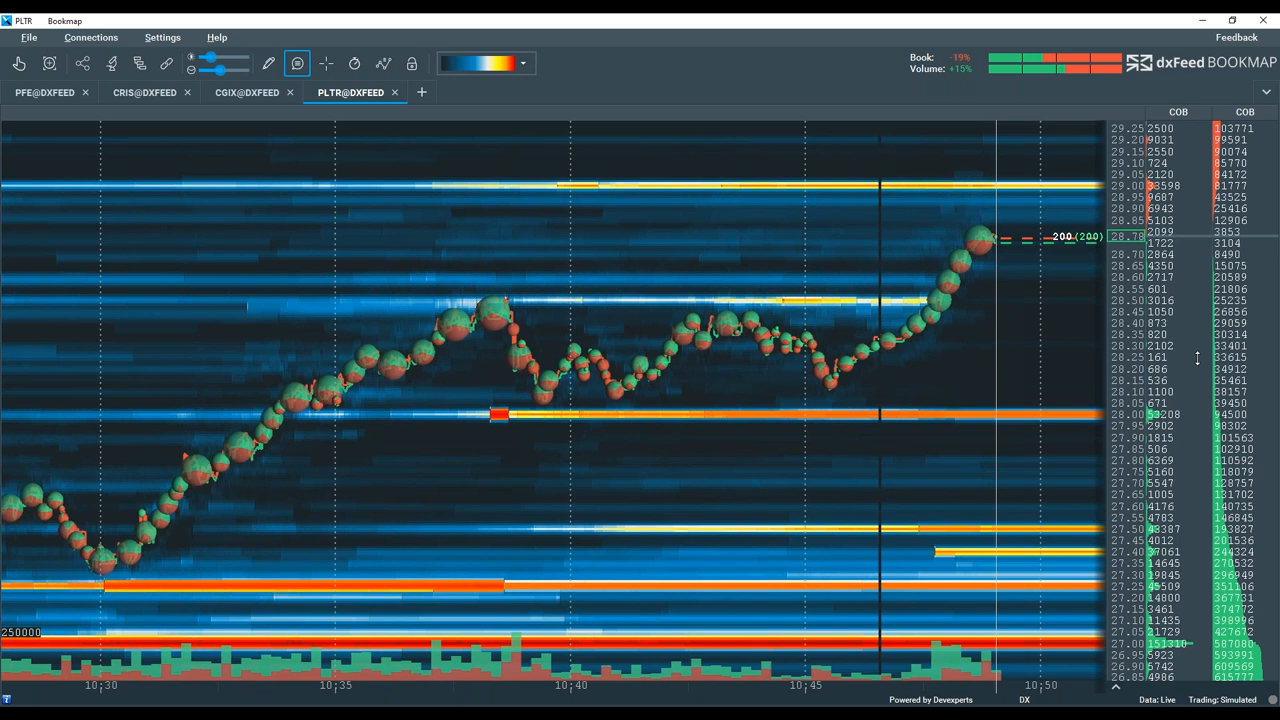 PLTR Bookmap
File Connections Settings Help Feedback
Book: -19%
Volume: +15%
dxFeed BOOKMAP
PFE@DXFEED CRIS@DXFEED CGIX@DXFEED PLTR@DXFEED
COB COB
29.25 2500 103771
29.20 9031 99591
29.15 2550 90074
29.10 724 85770
29.05 2120 84172
29.00 33598 81777
28.95 9687 43525
28.90 6943 25416
28.85 5103 12906
2099 3853
200(200) 28.78
1722 3104
28.70 2864 8490
28.65 4350 15075
28.60 2717 20589
28.55 601 21806
28.50 3016 25235
28.45 1050 26856
28.40 873 29059
28.35 820 30314
28.30 2102 33401
28.25 161 33615
28.20 686 34912
28.15 536 35461
28.10 1100 38157
28.05 671 39450
28.00 53208 94500
27.95 2902 98302
27.90 1815 101563
27.85 506 102910
27.80 6369 110592
27.75 5160 118079
27.70 5547 128757
27.65 1005 131702
27.60 4176 140735
27.55 4783 146845
27.50 43387 193827
27.45 4012 201536
27.40 37061 244324
27.35 14645 270532
27.30 19845 296949
27.25 45509 351106
27.20 14800 367731
27.15 3461 374772
27.10 11435 398996
250000 27.05 21729 427672
27.00 151310 587080
26.95 5923 593991
26.90 5742 609569
26.85 4986 615777
10:30 10:35 10:40 10:45 10:50
Powered by Devexperts DX Data: Live Trading: Simulated